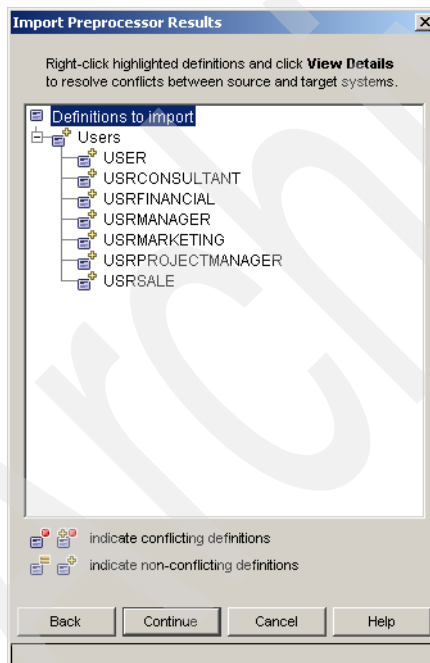 Import Preprocessor Results
Right-click highlighted definitions and click View Details
to resolve conflicts between source and target systems.
Definitions to import
Users
USER
USRCONSULTANT
USRFINANCIAL
USRMANAGER
USRMARKETING
USRPROJECTMANAGER
USRSALE
indicate conflicting definitions
indicate non-conflicting definitions
Back Continue Cancel Help